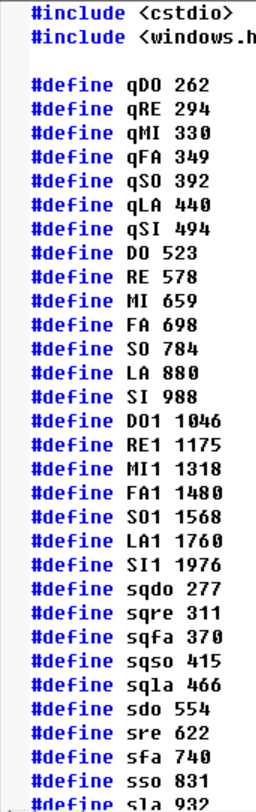 #include <cstdio>
#include <windows.h
#define qDO 262
#define qRE 294
#define qMI 330
#define qFA 349
#define qSO 392
#define qLA 440
#define qSI 494
#define DO 523
#define RE 578
#define MI 659
#define FA 698
#define SO 784
#define LA 880
#define SI 988
#define DO1 1046
#define RE1 1175
#define MI1 1318
#define FA1 1480
#define SO1 1568
#define LA1 1760
#define SI1 1976
#define sqdo 277
#define sqre 311
#define sqfa 370
#define sqso 415
#define sqla 466
#define sdo 554
#define sre 622
#define sfa 740
#define sso 831
#define sla 932